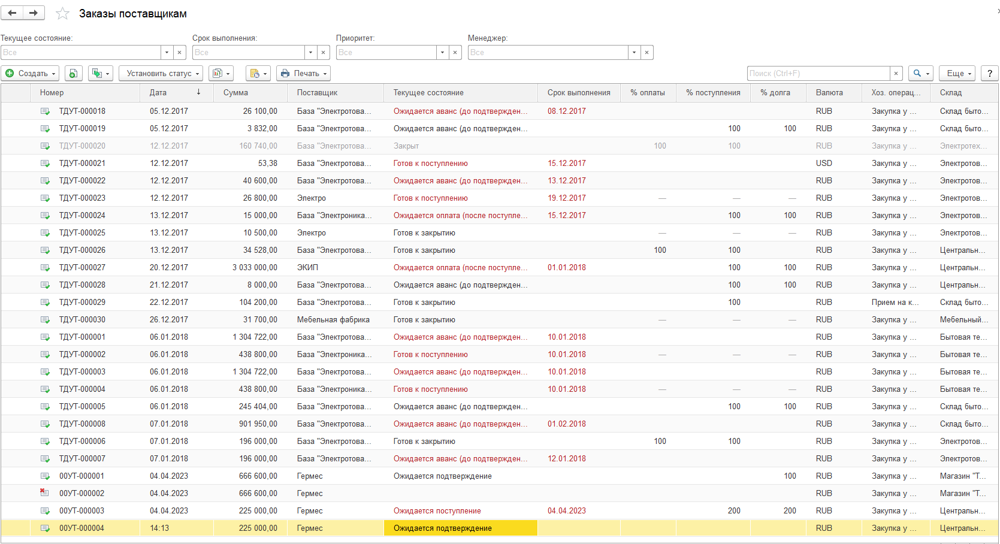 Заказы поставщикам
Текущее состояние: Срок выполнения: Приоритет: Менеджер:
Все Все Все Все
Создать Установить статус Печать Поиск (Ctrl+F) Еще ?
Номер Дата ↓ Сумма Поставщик Текущее состояние Срок выполнения % оплаты % поступления % долга Валюта Хоз. операц... Склад
ТДУТ-000018 05.12.2017 26 100,00 База "Электротова... Ожидается аванс (до подтвержден... 08.12.2017 RUB Закупка у ... Склад быто...
ТДУТ-000019 05.12.2017 3 832,00 База "Электротова... Ожидается аванс (до подтвержден... 100 100 RUB Закупка у ... Склад быто...
ТДУТ-000020 12.12.2017 160 740,00 База "Электротова... Закрыт 100 100 RUB Закупка у ... Электротех...
ТДУТ-000021 12.12.2017 53,38 База "Электротова... Готов к поступлению 15.12.2017 USD Закупка у ... Электротов...
ТДУТ-000022 12.12.2017 40 600,00 База "Электротова... Ожидается аванс (до подтвержден... 13.12.2017 RUB Закупка у ... Электротов...
ТДУТ-000023 12.12.2017 26 800,00 Электро Готов к поступлению 19.12.2017 — — — RUB Закупка у ... Электротов...
ТДУТ-000024 13.12.2017 15 000,00 База "Электроника... Ожидается оплата (после поступле... 15.12.2017 100 100 RUB Закупка у ... Электротов...
ТДУТ-000025 13.12.2017 10 500,00 Электро Готов к закрытию — — — RUB Закупка у ... Электротов...
ТДУТ-000026 13.12.2017 34 528,00 База "Электротова... Готов к закрытию 100 100 RUB Закупка у ... Центральн...
ТДУТ-000027 20.12.2017 3 033 000,00 ЭКИП Ожидается оплата (после поступле... 01.01.2018 100 100 RUB Закупка у ... Центральн...
ТДУТ-000028 21.12.2017 8 000,00 База "Электротова... Ожидается аванс (до подтвержден... 100 100 RUB Закупка у ... Центральн...
ТДУТ-000029 22.12.2017 104 200,00 База "Электротова... Готов к закрытию 100 RUB Прием на к... Склад быто...
ТДУТ-000030 26.12.2017 31 700,00 Мебельная фабрика Готов к закрытию — — — RUB Закупка у ... Мебельный...
ТДУТ-000001 06.01.2018 1 304 722,00 База "Электротова... Ожидается аванс (до подтвержден... 10.01.2018 RUB Закупка у ... Бытовая те...
ТДУТ-000002 06.01.2018 438 800,00 База "Электроника... Готов к поступлению 10.01.2018 — — — RUB Закупка у ... Бытовая те...
ТДУТ-000003 06.01.2018 1 304 722,00 База "Электротова... Ожидается аванс (до подтвержден... 10.01.2018 RUB Закупка у ... Бытовая те...
ТДУТ-000004 06.01.2018 438 800,00 База "Электроника... Готов к поступлению 10.01.2018 — — — RUB Закупка у ... Бытовая те...
ТДУТ-000005 06.01.2018 245 404,00 База "Электротова... Ожидается аванс (до подтвержден... 100 100 RUB Закупка у ... Склад быто...
ТДУТ-000008 07.01.2018 901 950,00 База "Электротова... Ожидается аванс (до подтвержден... 01.02.2018 RUB Закупка у ... Склад быто...
ТДУТ-000006 07.01.2018 196 000,00 База "Электротова... Готов к закрытию 100 100 RUB Закупка у ... Электротов...
ТДУТ-000007 07.01.2018 196 000,00 База "Электротова... Ожидается аванс (до подтвержден... 12.01.2018 RUB Закупка у ... Электротов...
00УТ-000001 04.04.2023 666 600,00 Гермес Ожидается подтверждение 100 RUB Закупка у ... Магазин "Т...
00УТ-000002 04.04.2023 666 600,00 Гермес RUB Закупка у ... Магазин "Т...
00УТ-000003 04.04.2023 225 000,00 Гермес Ожидается поступление 04.04.2023 200 200 RUB Закупка у ... Центральн...
00УТ-000004 14:13 225 000,00 Гермес Ожидается подтверждение RUB Закупка у ... Центральн...